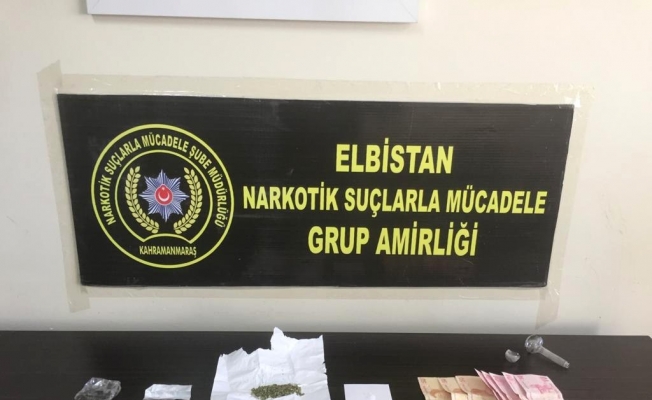 NARKOTİK SUÇLARLA MÜCADELE ŞUBE MÜDÜRLÜĞÜ
KAHRAMANMARAŞ
ELBİSTAN
NARKOTİK SUÇLARLA MÜCADELE
GRUP AMİRLİĞİ